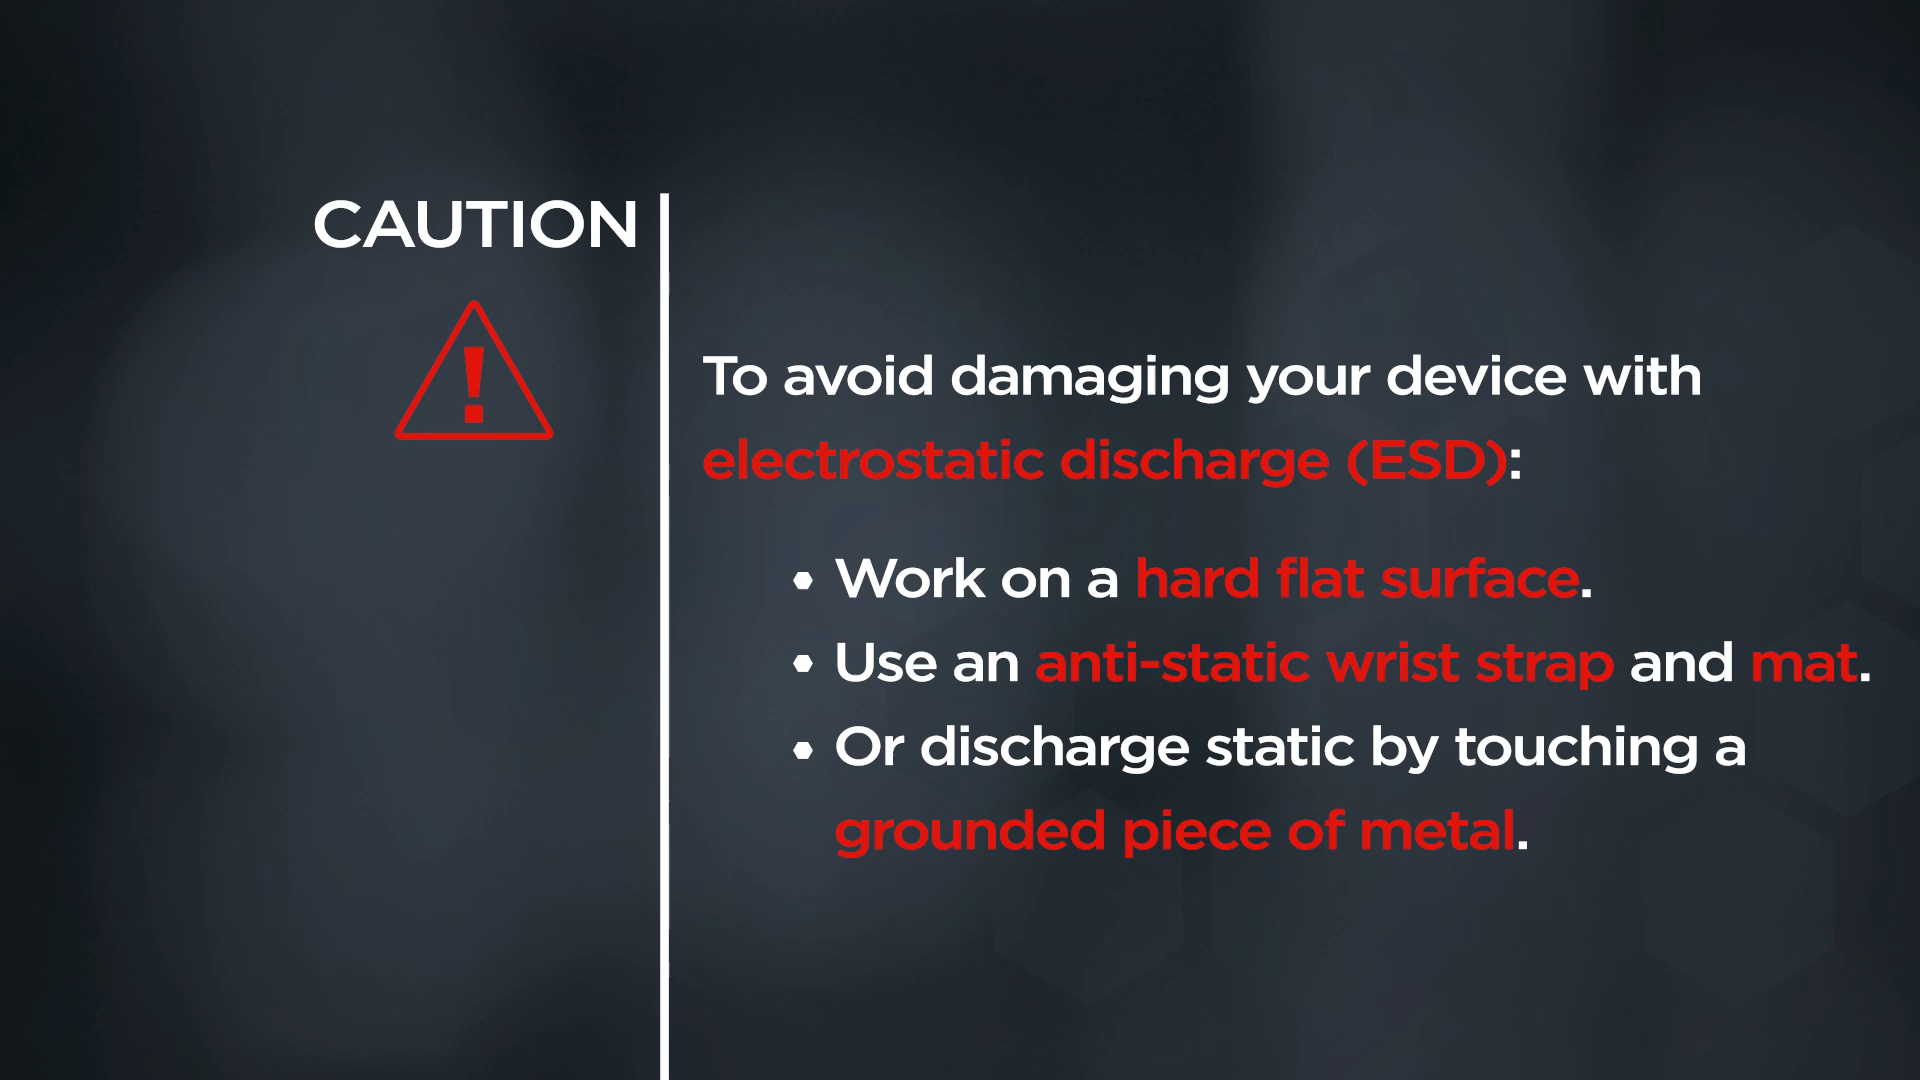 CAUTION
!
To avoid damaging your device with
electrostatic discharge (ESD):
• Work on a hard flat surface.
• Use an anti-static wrist strap and mat.
• Or discharge static by touching a
grounded piece of metal.